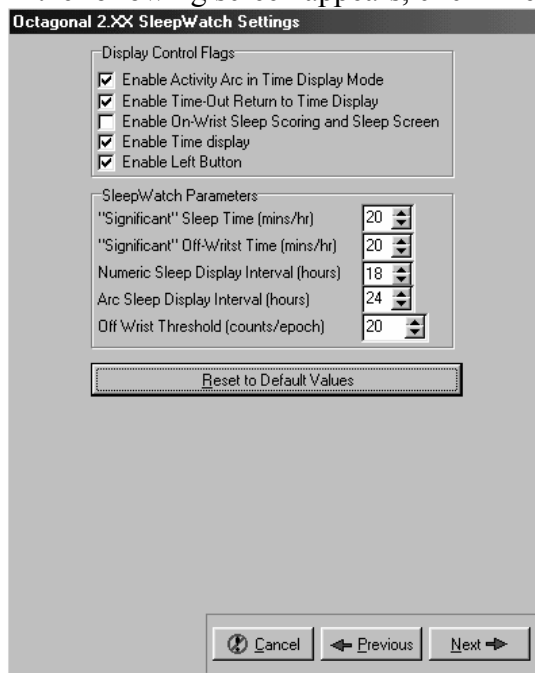 Octagonal 2.XX SleepWatch Settings
Display Control Flags
Enable Activity Arc in Time Display Mode
Enable Time-Out Return to Time Display
Enable On-Wrist Sleep Scoring and Sleep Screen
Enable Time display
Enable Left Button
SleepWatch Parameters
"Significant" Sleep Time (mins/hr) 20
"Significant" Off-Writst Time (mins/hr) 20
Numeric Sleep Display Interval (hours) 18
Arc Sleep Display Interval (hours) 24
Off Wrist Threshold (counts/epoch) 20
Reset to Default Values
Cancel Previous Next